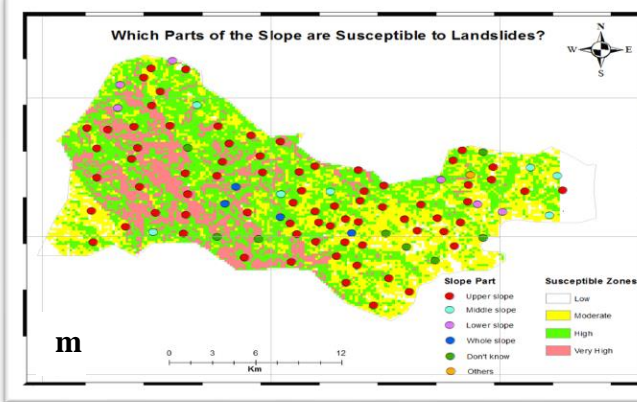 Which Parts of the Slope are Susceptible to Landslides?
N
W E
S
Slope Part
Upper slope
Middle slope
Lower slope
Whole slope
Don't know
Others
Susceptible Zones
Low
Moderate
High
Very High
m
0 3 6 12
Km